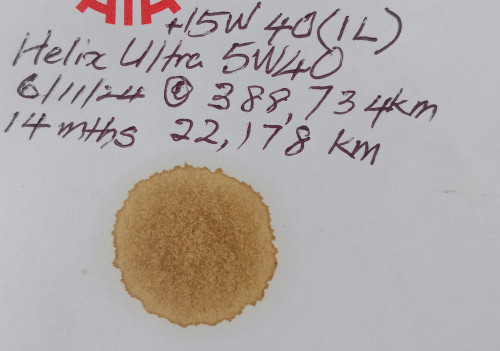 +15W 40(1L)
Helix Ultra 5W40
6/11/24 @ 388,734km
14 mths 22,178 km